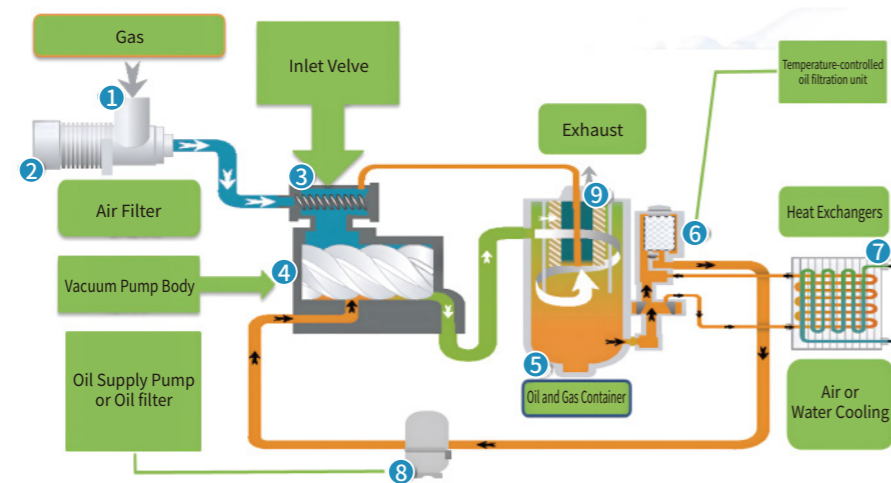 Gas
Inlet Velve
Temperature-controlled
oil filtration unit
1
Exhaust
2
3
9
Air Filter
6
Heat Exchangers
7
4
Vacuum Pump Body
Oil Supply Pump
or Oil filter
5
Oil and Gas Container
Air or
Water Cooling
8